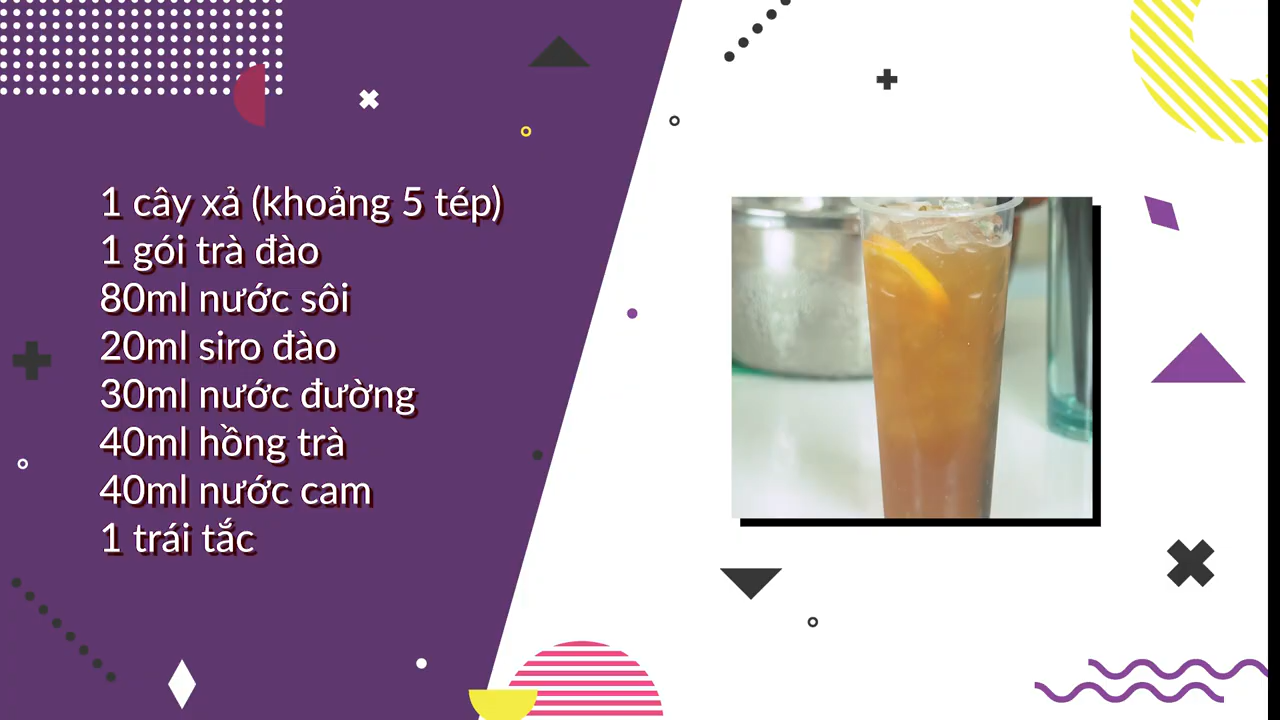 1 cây xả (khoảng 5 tép)
1 gói trà đào
80ml nước sôi
20ml siro đào
30ml nước đường
40ml hồng trà
40ml nước cam
1 trái tắc